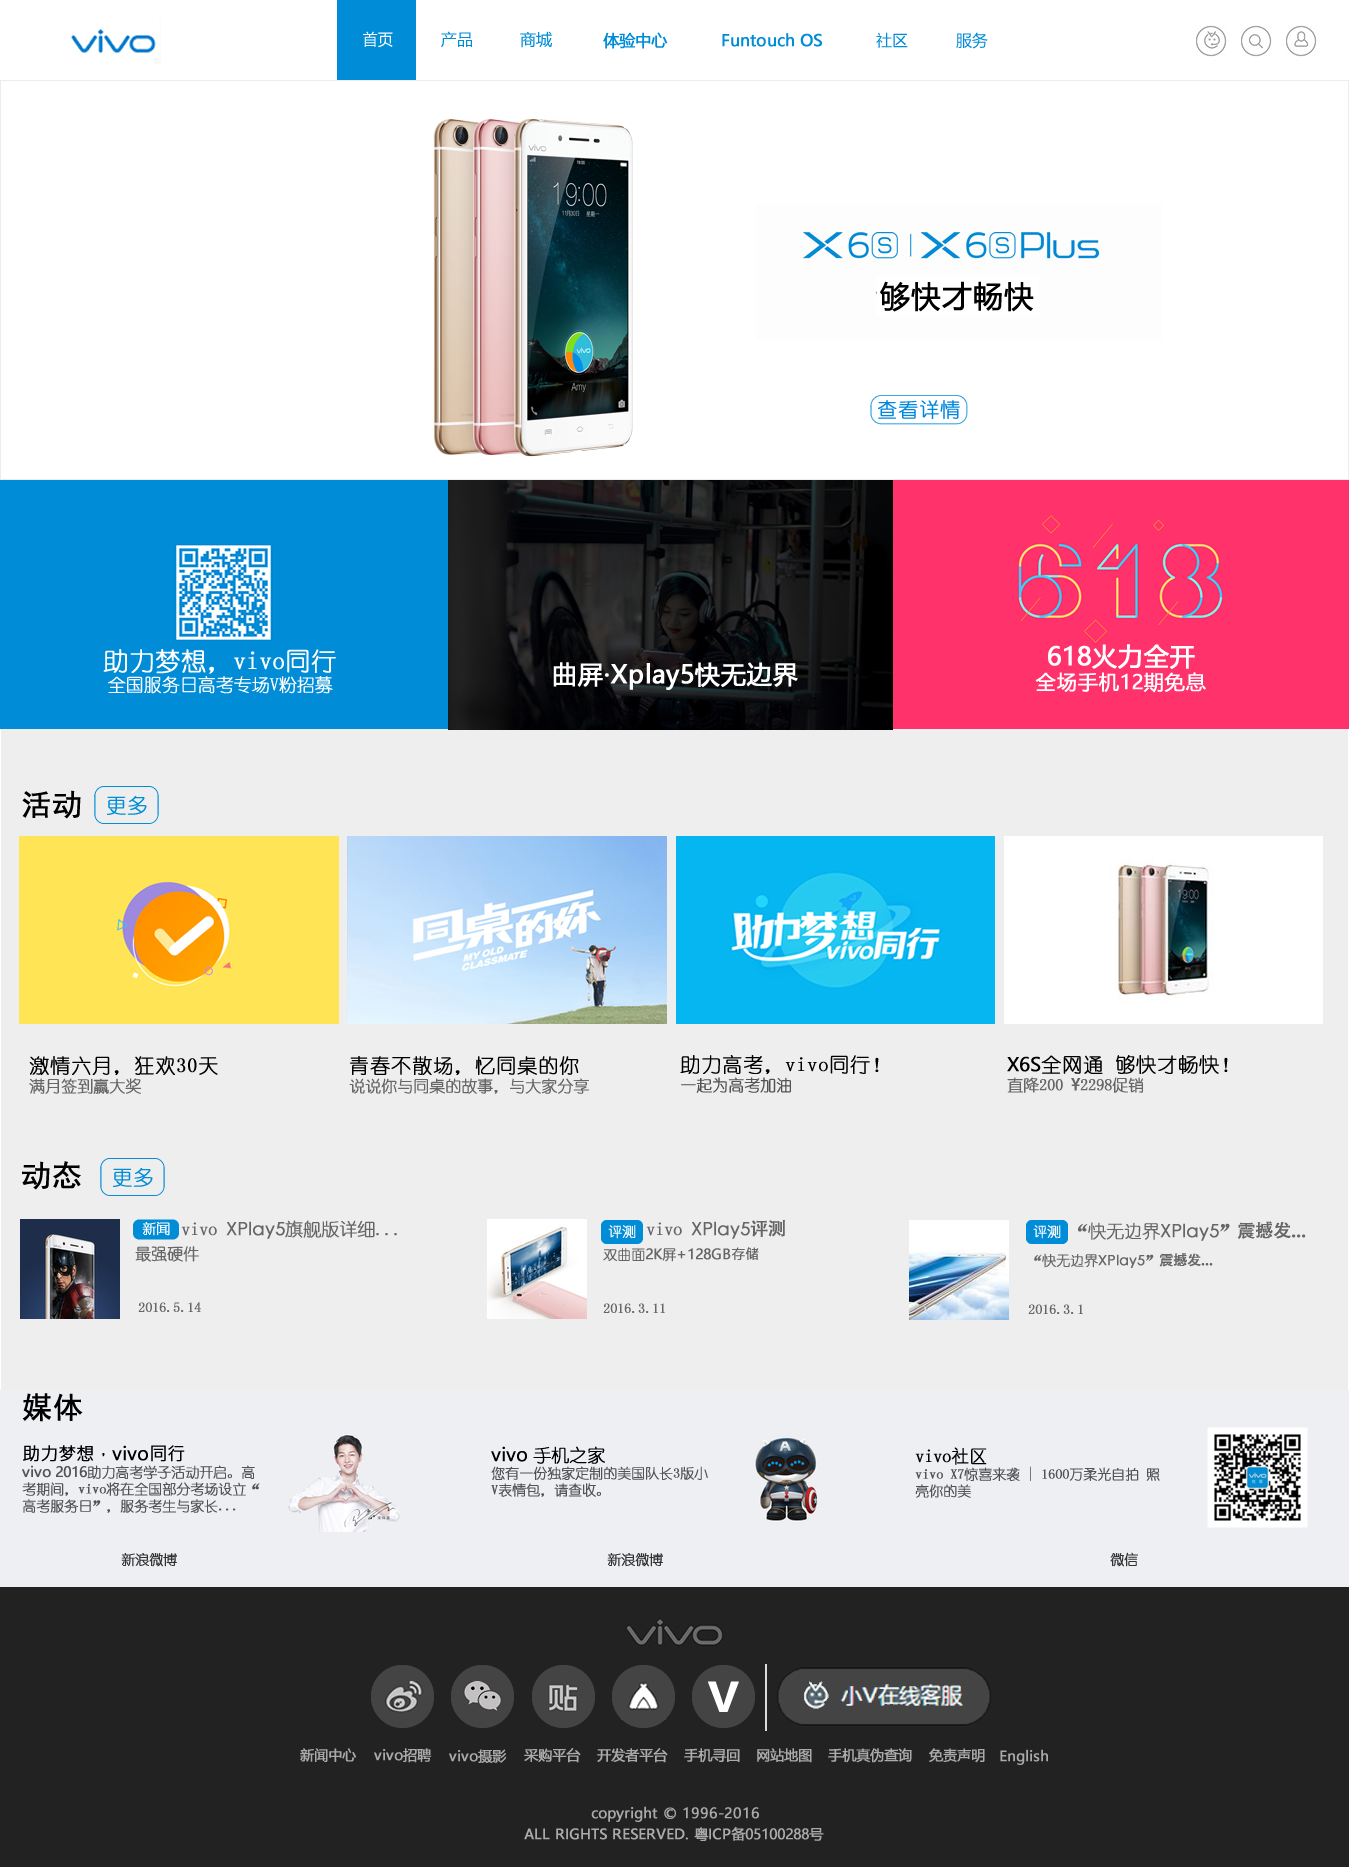 vivo
首页 产品 商城 体验中心 Funtouch OS 社区 服务
vivo
19:00
vivo
Amy
X6S | X6SPlus
够快才畅快
查看详情
助力梦想，vivo同行
全国服务日高考专场V粉招募
曲屏·Xplay5快无边界
618
618火力全开
全场手机12期免息
活动 更多
同桌的妳
MY OLD
CLASSMATE
助力梦想
vivo同行
19:00
激情六月，狂欢30天
满月签到赢大奖
青春不散场，忆同桌的你
说说你与同桌的故事，与大家分享
助力高考，vivo同行！
一起为高考加油
X6S全网通 够快才畅快！
直降200 ¥2298促销
动态 更多
新闻 vivo XPlay5旗舰版详细...
最强硬件
2016.5.14
评测 vivo XPlay5评测
双曲面2K屏+128GB存储
2016.3.11
评测 “快无边界XPlay5”震撼发...
“快无边界XPlay5”震撼发...
2016.3.1
媒体
助力梦想·vivo同行
vivo 2016助力高考学子活动开启。高
考期间，vivo将在全国部分考场设立“
高考服务日”，服务考生与家长...
新浪微博
vivo 手机之家
您有一份独家定制的美国队长3版小
V表情包，请查收。
A
新浪微博
vivo社区
vivo X7惊喜来袭 | 1600万柔光自拍 照
亮你的美
vivo
微信
vivo
贴 V 小V在线客服
新闻中心 vivo招聘 vivo摄影 采购平台 开发者平台 手机寻回 网站地图 手机真伪查询 免责声明 English
copyright © 1996-2016
ALL RIGHTS RESERVED. 粤ICP备05100288号